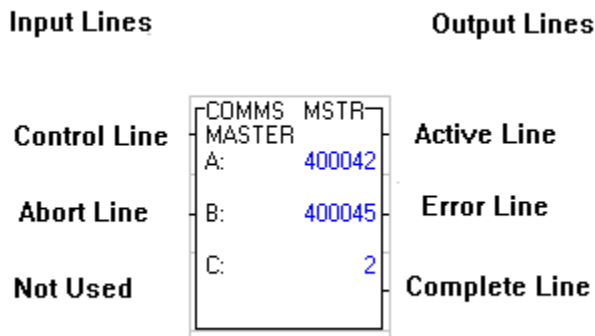 Input Lines Output Lines
COMMS MSTR
Control Line MASTER Active Line
A: 400042
Abort Line B: 400045 Error Line
Not Used C: 2 Complete Line